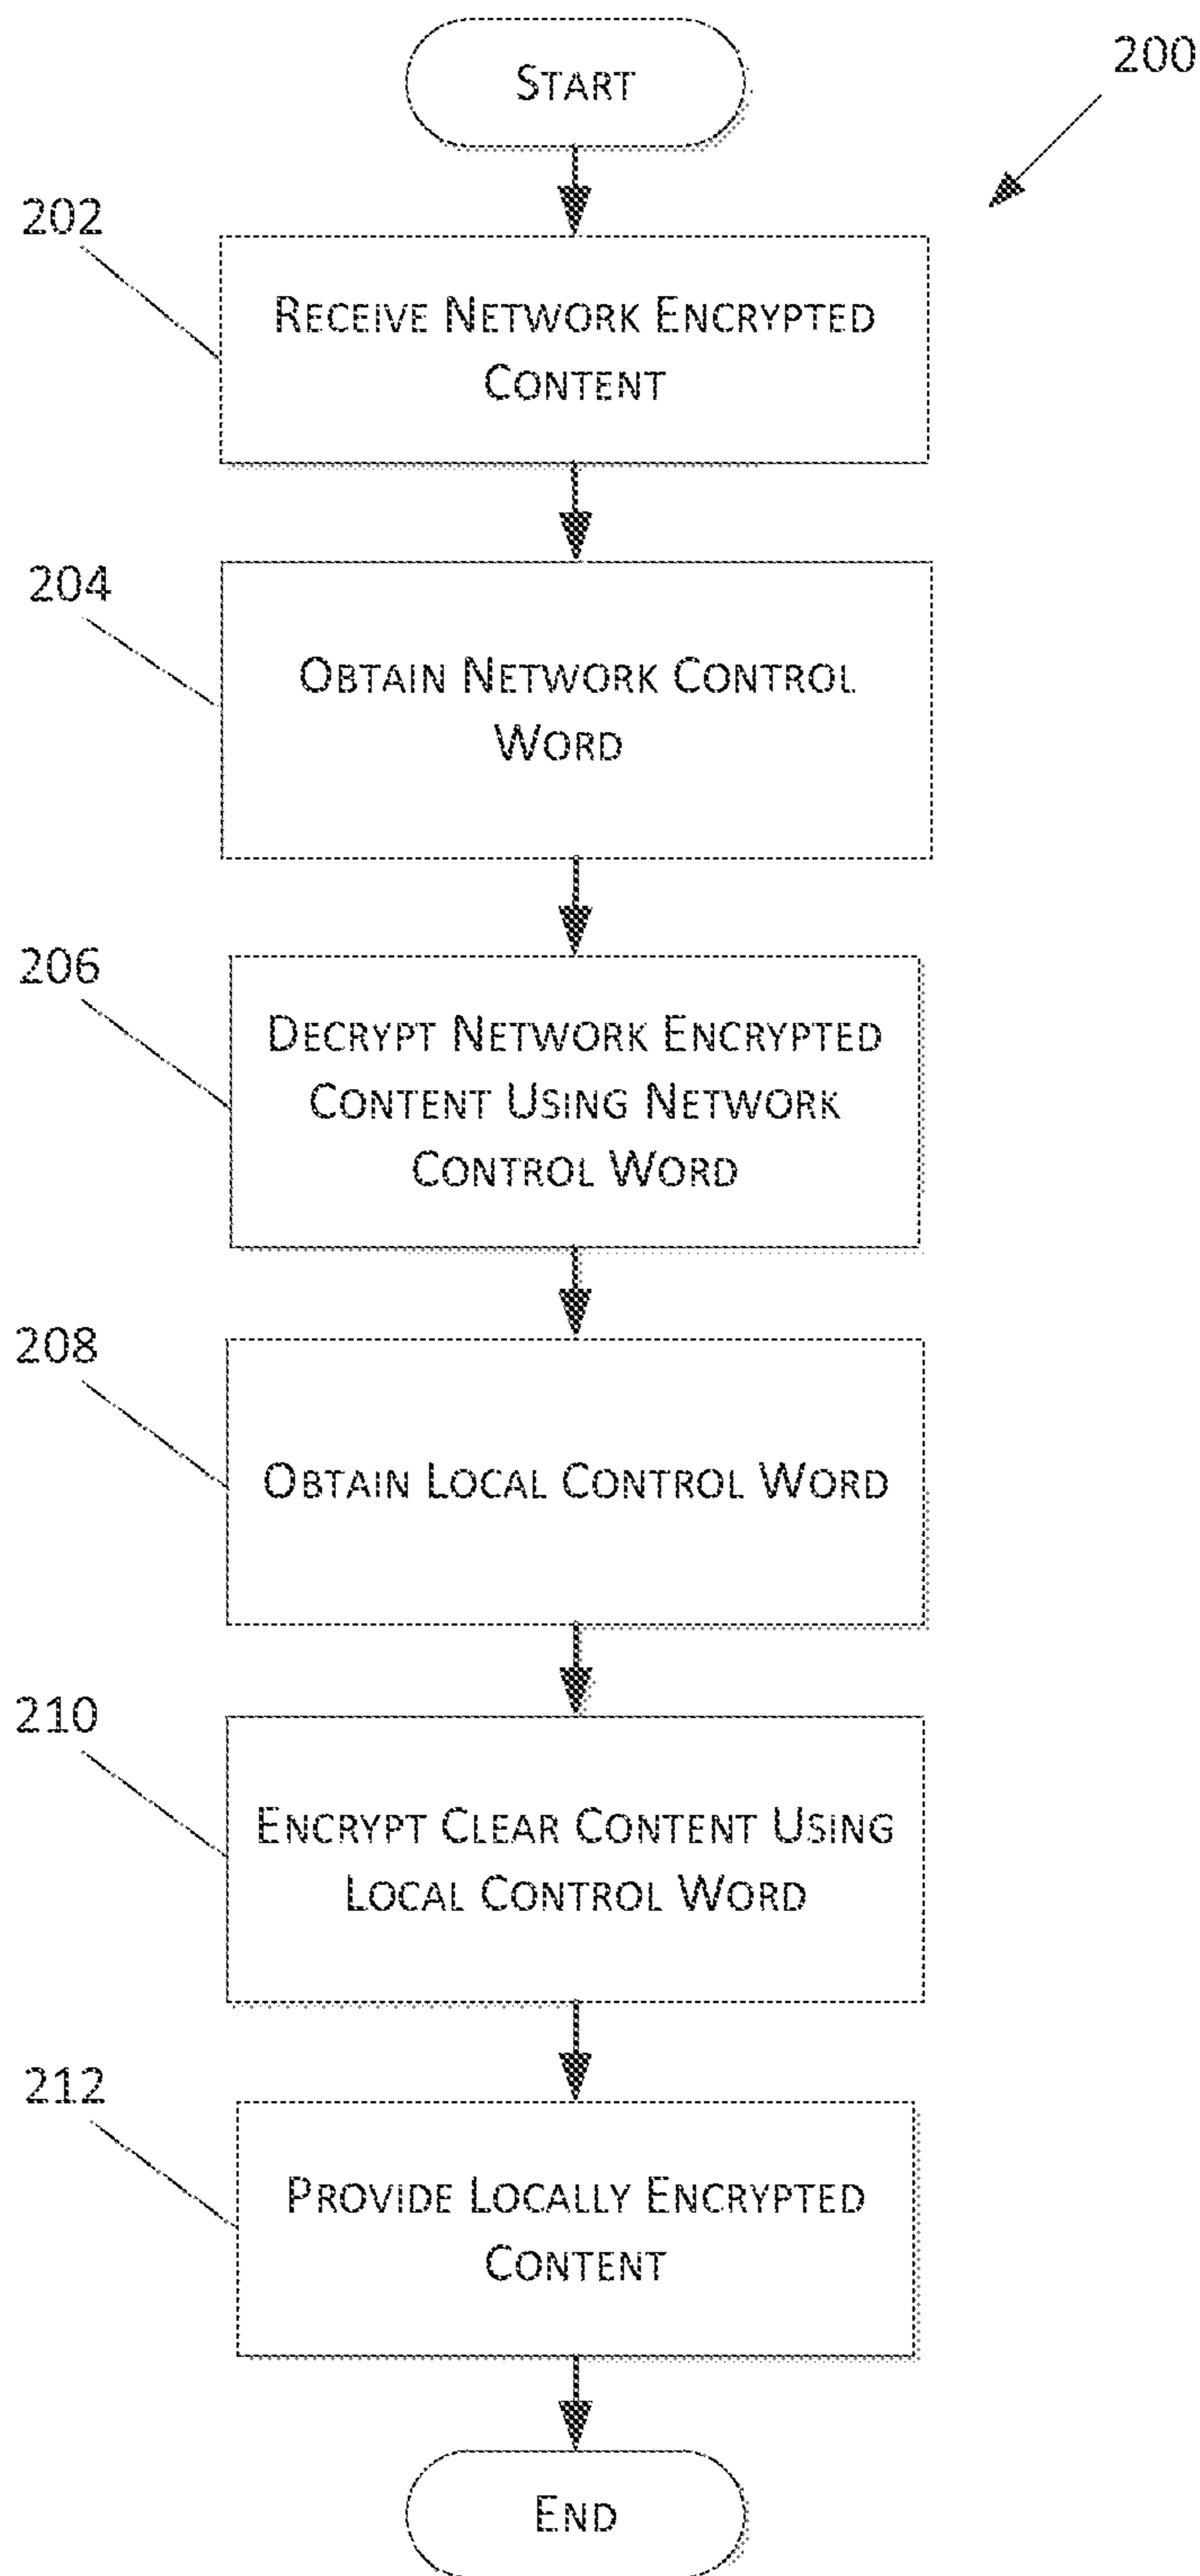 START
200
202
RECEIVE NETWORK ENCRYPTED
CONTENT
204
OBTAIN NETWORK CONTROL
WORD
206
DECRYPT NETWORK ENCRYPTED
CONTENT USING NETWORK
CONTROL WORD
208
OBTAIN LOCAL CONTROL WORD
210
ENCRYPT CLEAR CONTENT USING
LOCAL CONTROL WORD
212
PROVIDE LOCALLY ENCRYPTED
CONTENT
END